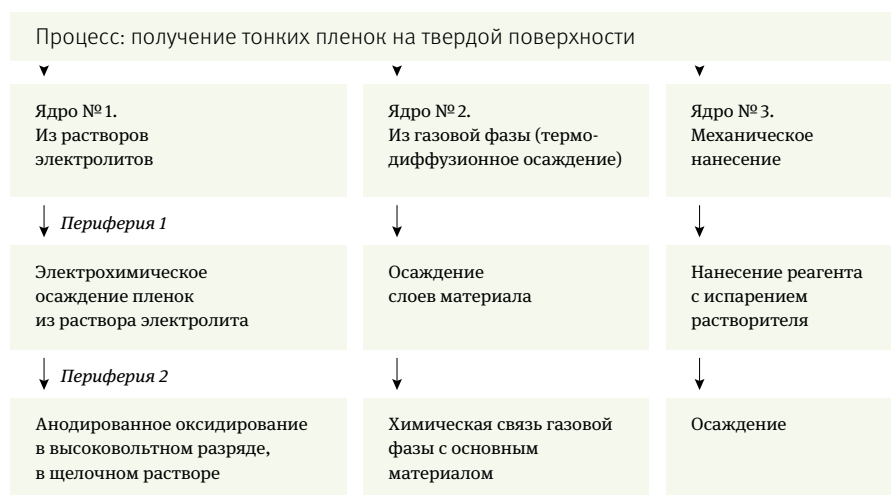 Процесс: получение тонких пленок на твердой поверхности
Ядро № 1.
Из растворов
электролитов
Ядро № 2.
Из газовой фазы (термо-
диффузионное осаждение)
Ядро № 3.
Механическое
нанесение
Периферия 1
Электрохимическое
осаждение пленок
из раствора электролита
Осаждение
слоев материала
Нанесение реагента
с испарением
растворителя
Периферия 2
Анодированное оксидирование
в высоковольтном разряде,
в щелочном растворе
Химическая связь газовой
фазы с основным
материалом
Осаждение